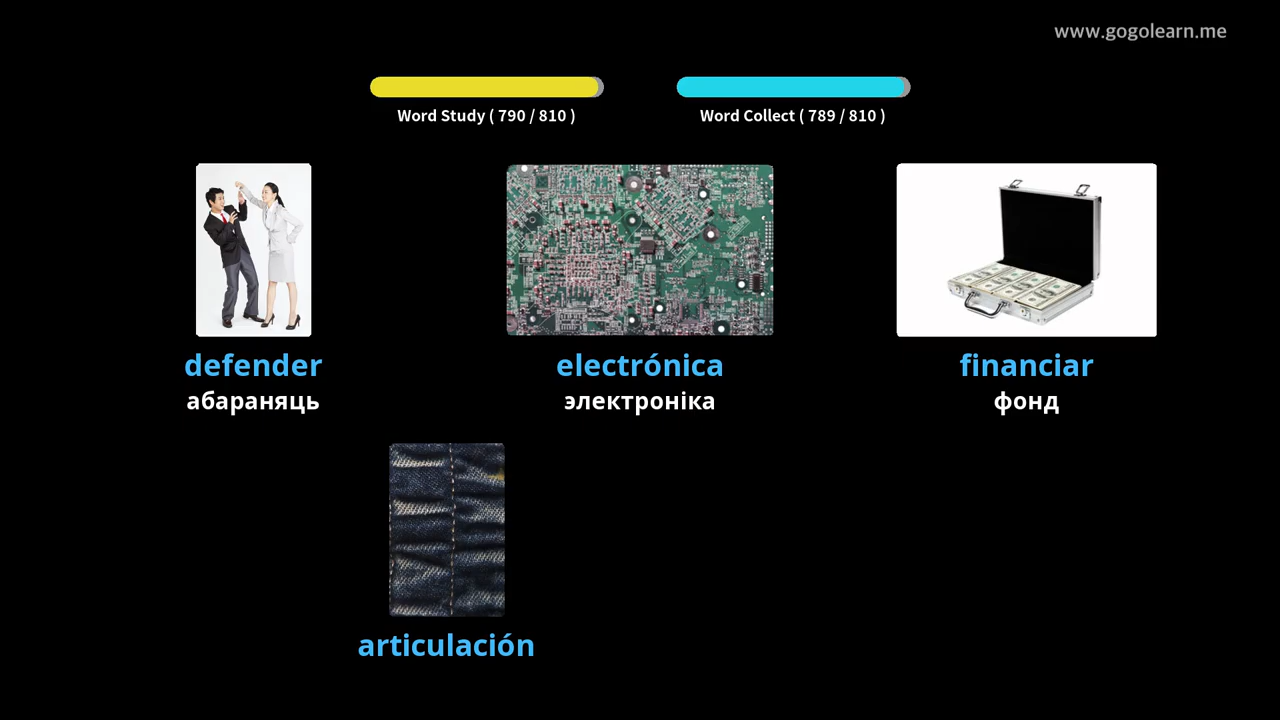 www.gogolearn.me
Word Study ( 790 / 810 )
Word Collect ( 789 / 810 )
defender
абараняць
electrónica
электроніка
financiar
фонд
articulación